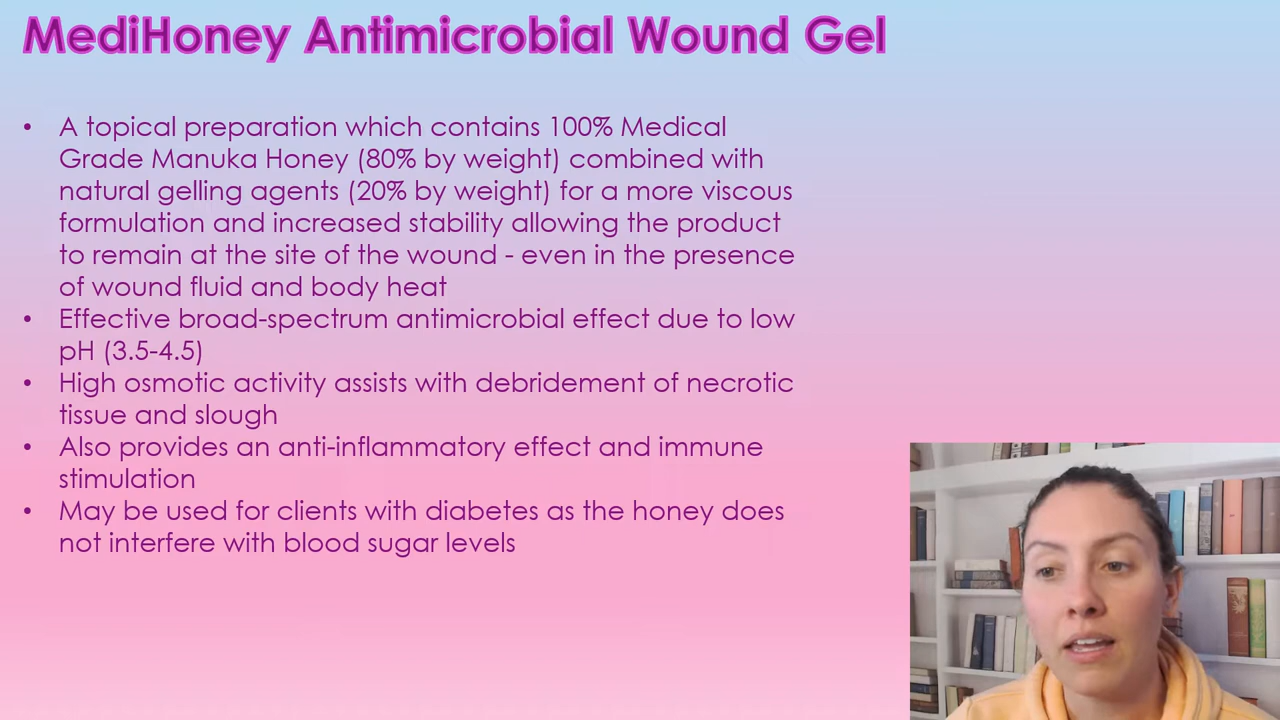 MediHoney Antimicrobial Wound Gel
• A topical preparation which contains 100% Medical
Grade Manuka Honey (80% by weight) combined with
natural gelling agents (20% by weight) for a more viscous
formulation and increased stability allowing the product
to remain at the site of the wound - even in the presence
of wound fluid and body heat
• Effective broad-spectrum antimicrobial effect due to low
pH (3.5-4.5)
• High osmotic activity assists with debridement of necrotic
tissue and slough
• Also provides an anti-inflammatory effect and immune
stimulation
• May be used for clients with diabetes as the honey does
not interfere with blood sugar levels